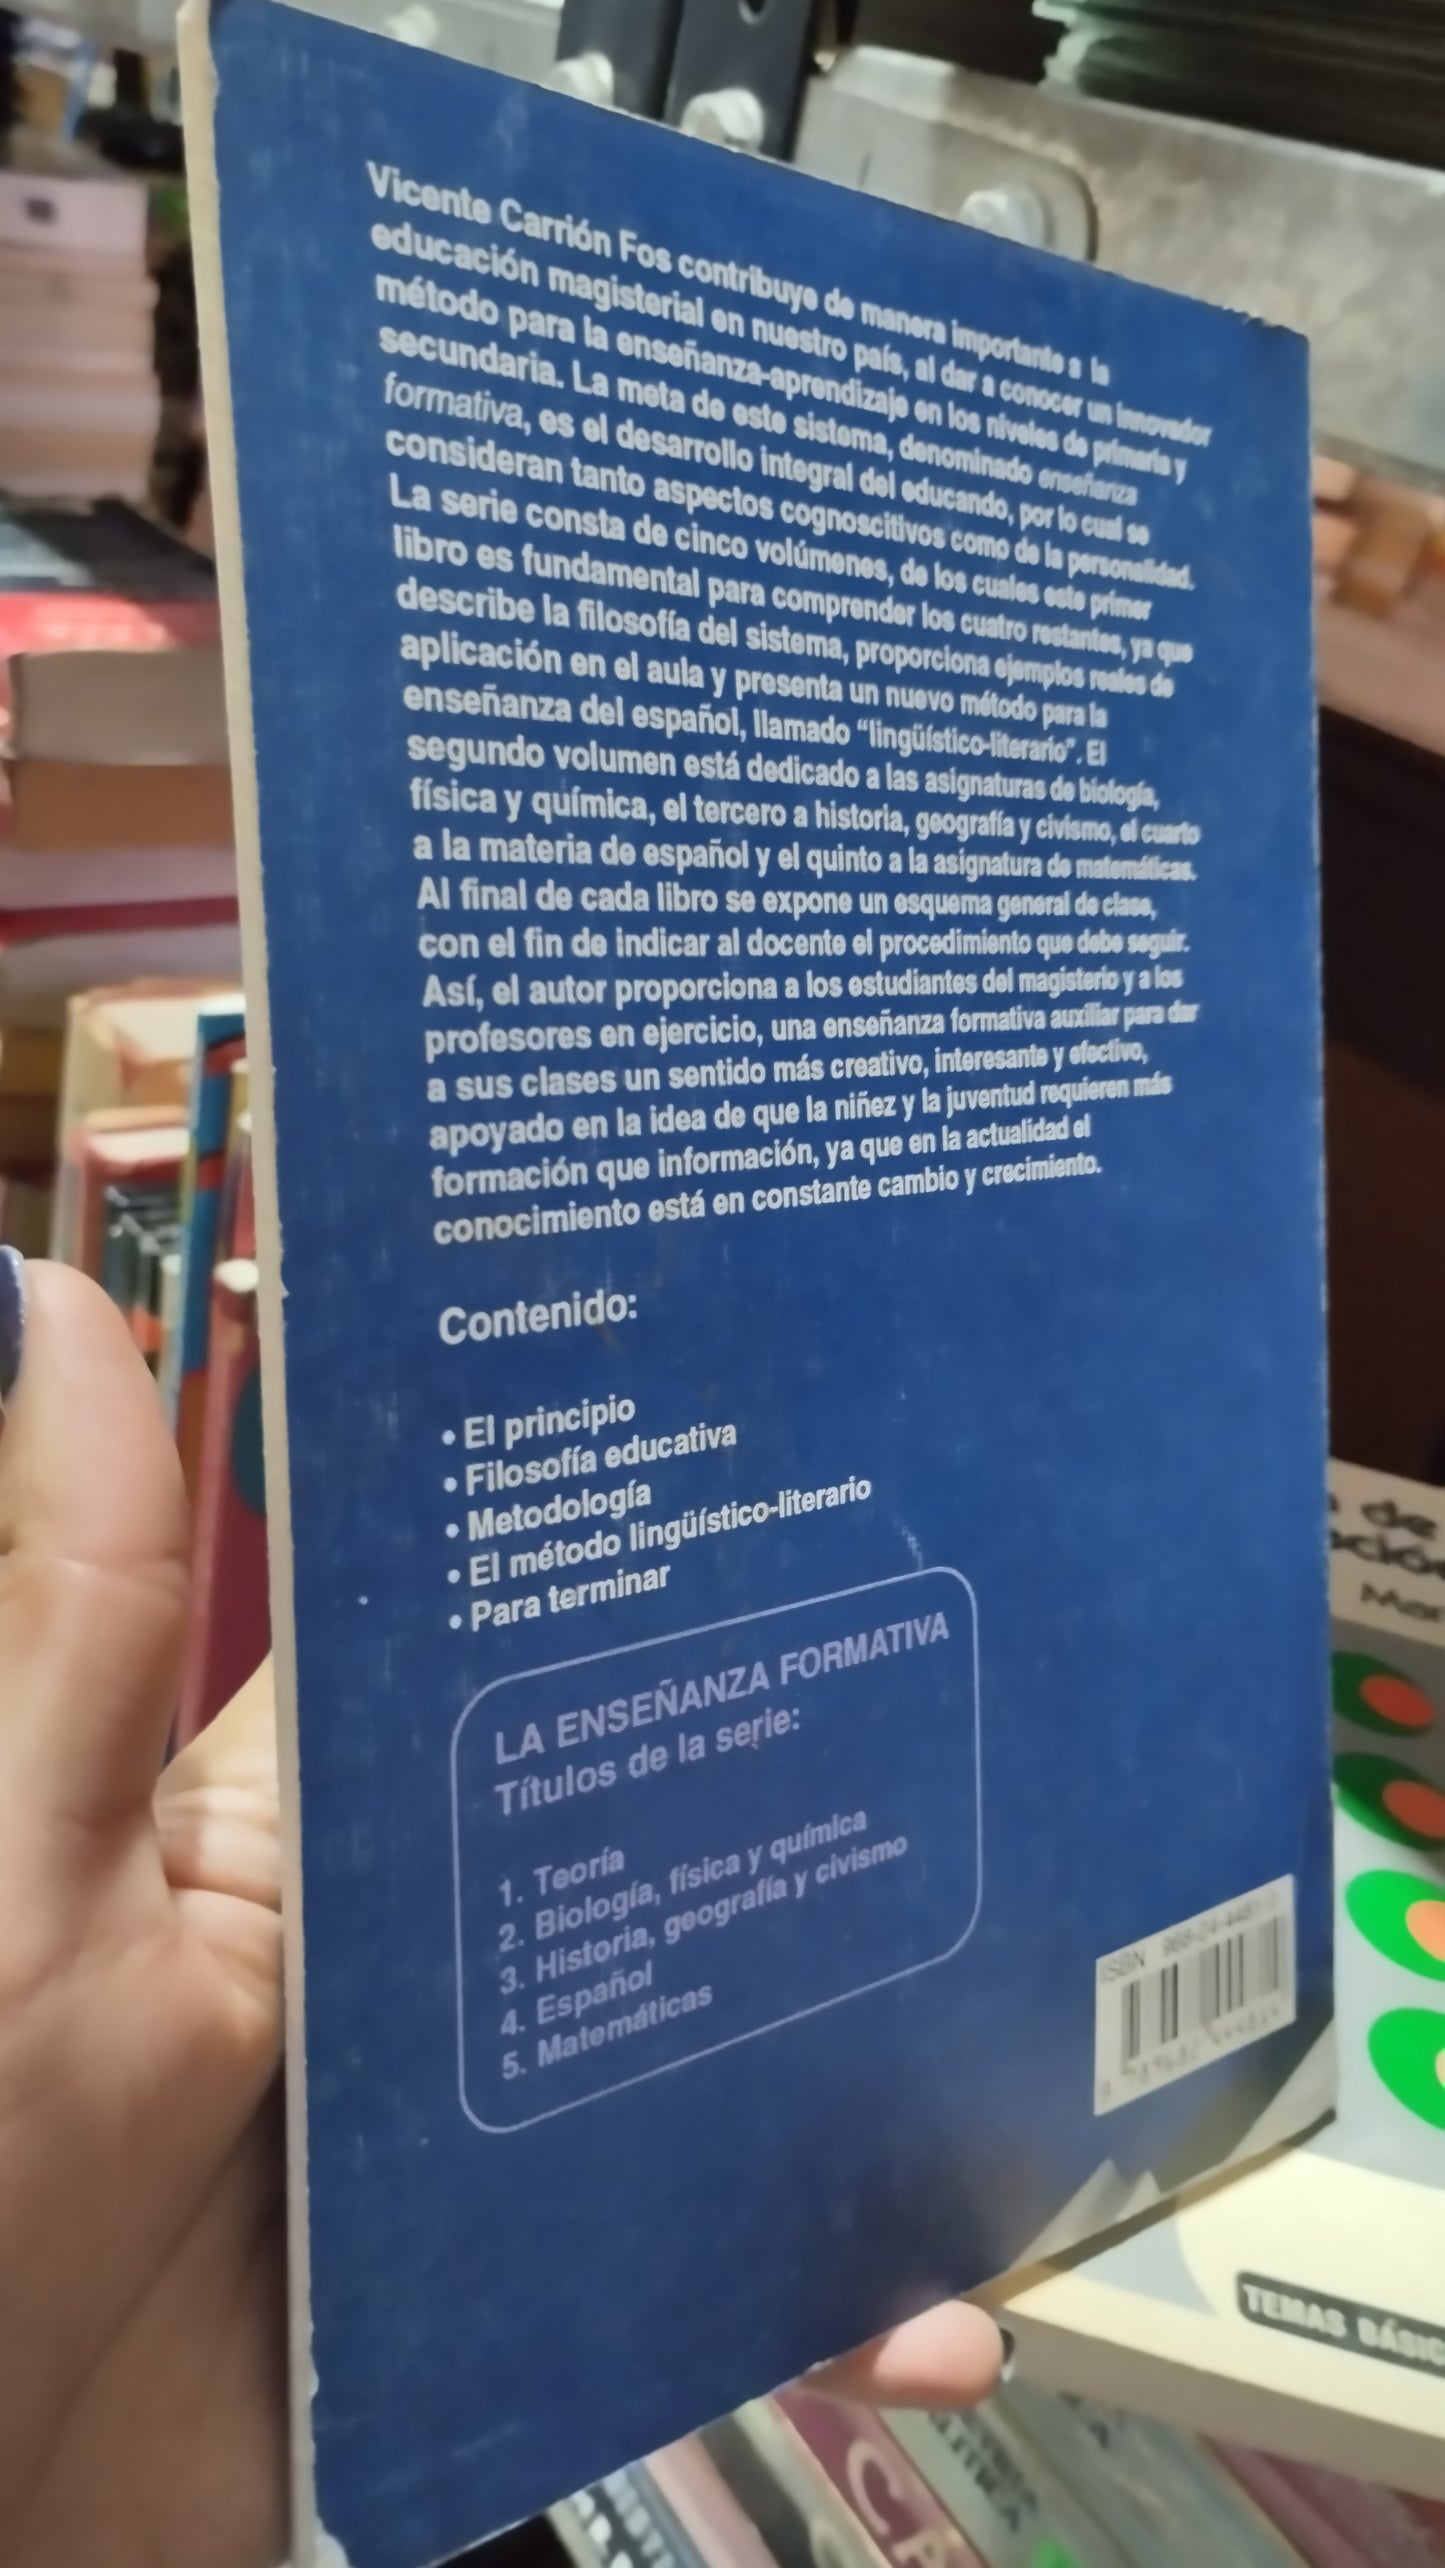 Vicente Carrión Fos contribuye de manera importante a la
educación magisterial en nuestro país, al dar a conocer un innovador
método para la enseñanza-aprendizaje en los niveles de primaria y
secundaria. La meta de este sistema, denominado enseñanza
formativa, es el desarrollo integral del educando, por lo cual se
consideran tanto aspectos cognoscitivos como de la personalidad.
La serie consta de cinco volúmenes, de los cuales este primer
libro es fundamental para comprender los cuatro restantes, ya que
describe la filosofía del sistema, proporciona ejemplos reales de
aplicación en el aula y presenta un nuevo método para la
enseñanza del español, llamado “lingüístico-literario”. El
segundo volumen está dedicado a las asignaturas de biología,
física y química, el tercero a historia, geografía y civismo, el cuarto
a la materia de español y el quinto a la asignatura de matemáticas.
Al final de cada libro se expone un esquema general de clase,
con el fin de indicar al docente el procedimiento que debe seguir.
Así, el autor proporciona a los estudiantes del magisterio y a los
profesores en ejercicio, una enseñanza formativa auxiliar para dar
a sus clases un sentido más creativo, interesante y efectivo,
apoyado en la idea de que la niñez y la juventud requieren más
formación que información, ya que en la actualidad el
conocimiento está en constante cambio y crecimiento.
Contenido:
• El principio
• Filosofía educativa
• Metodología
• El método lingüístico-literario
• Para terminar
LA ENSEÑANZA FORMATIVA
Títulos de la serie:
1. Teoría
2. Biología, física y química
3. Historia, geografía y civismo
4. Español
5. Matemáticas
ISBN
de
TEMAS